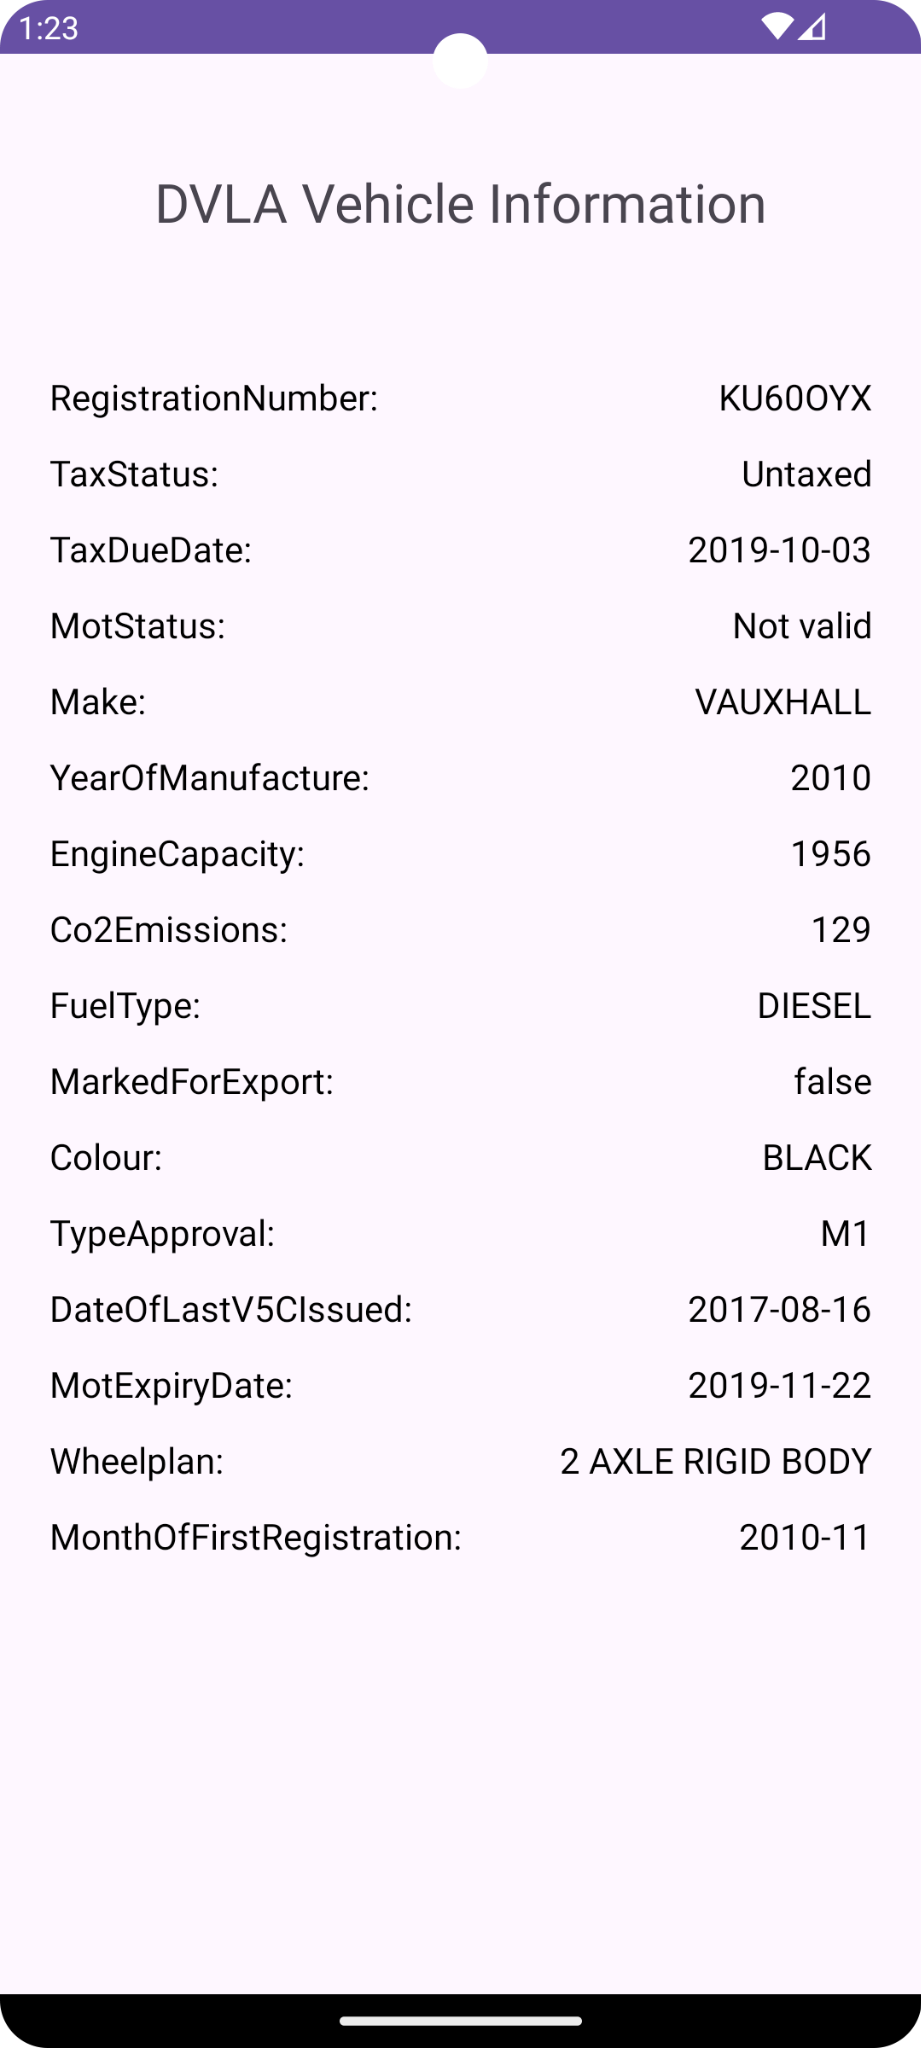 1:23
DVLA Vehicle Information
RegistrationNumber: KU60OYX
TaxStatus: Untaxed
TaxDueDate: 2019-10-03
MotStatus: Not valid
Make: VAUXHALL
YearOfManufacture: 2010
EngineCapacity: 1956
Co2Emissions: 129
FuelType: DIESEL
MarkedForExport: false
Colour: BLACK
TypeApproval: M1
DateOfLastV5CIssued: 2017-08-16
MotExpiryDate: 2019-11-22
Wheelplan: 2 AXLE RIGID BODY
MonthOfFirstRegistration: 2010-11